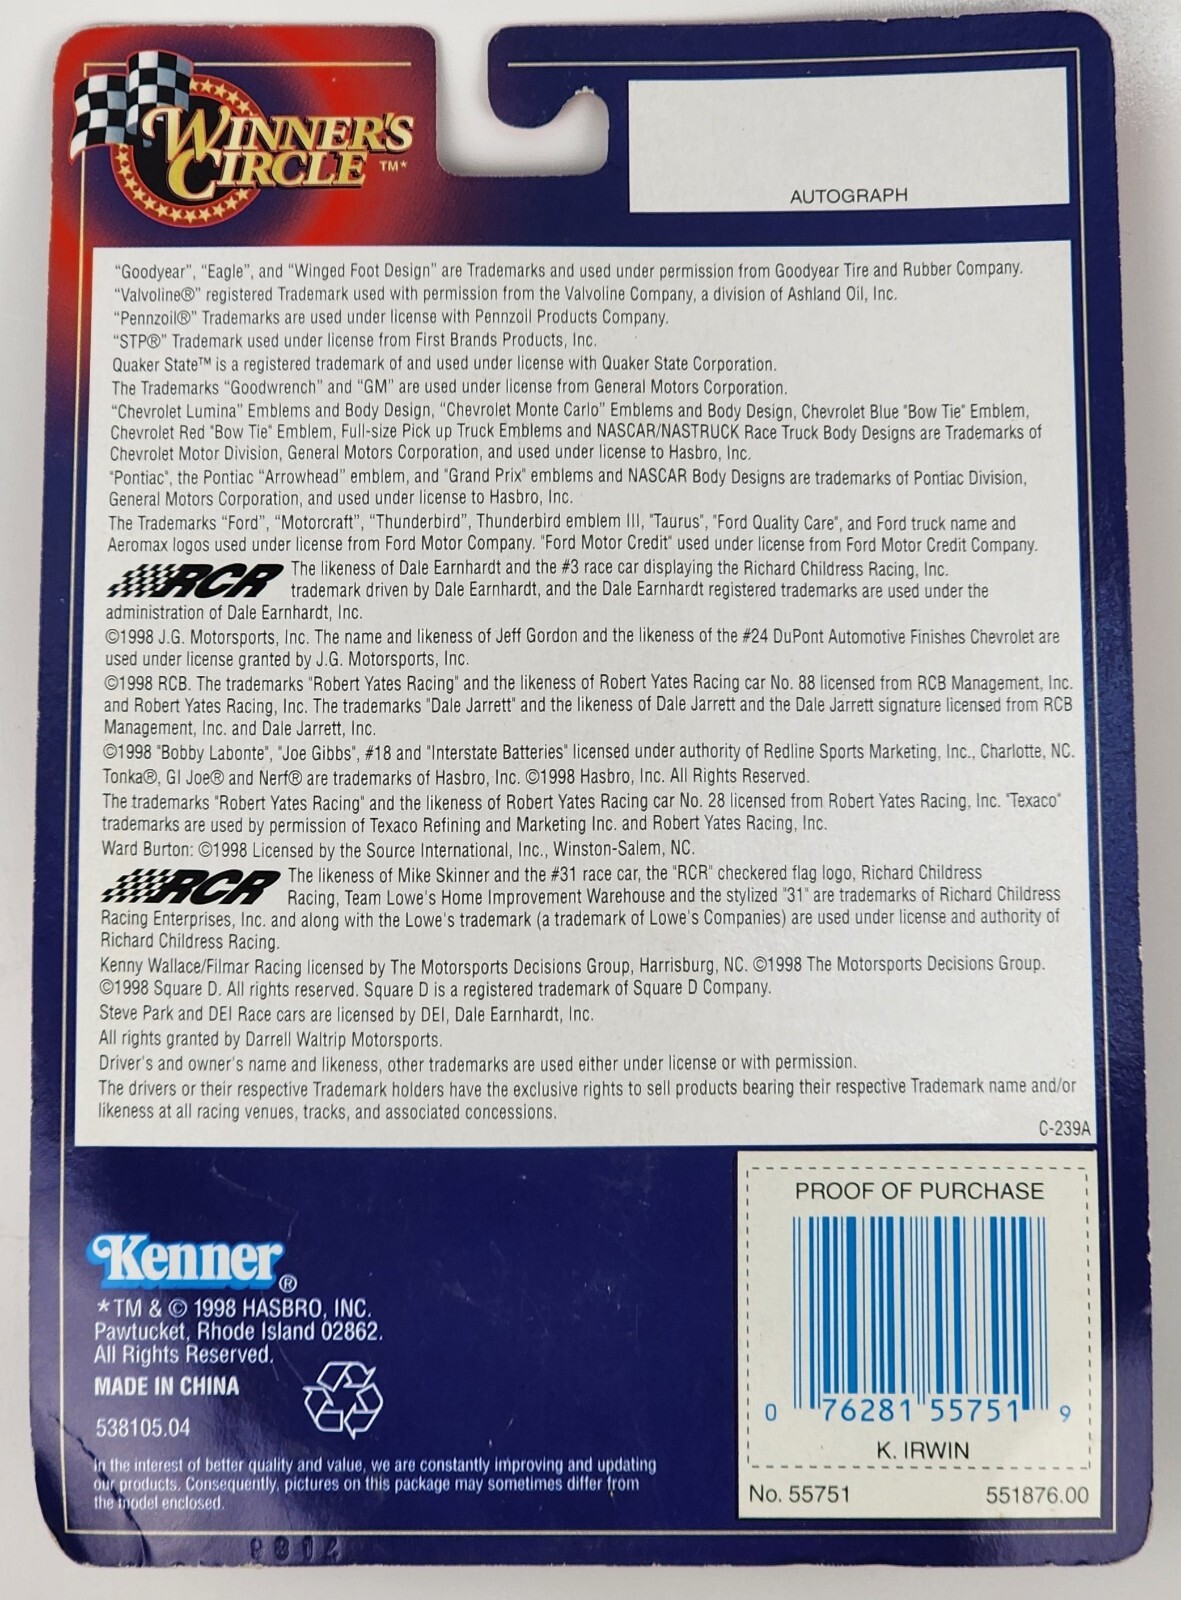 WINNER'S
CIRCLE ™*
AUTOGRAPH
“Goodyear”, “Eagle”, and “Winged Foot Design” are Trademarks and used under permission from Goodyear Tire and Rubber Company.
“Valvoline®” registered Trademark used with permission from the Valvoline Company, a division of Ashland Oil, Inc.
“Pennzoil®” Trademarks are used under license with Pennzoil Products Company.
“STP®” Trademark used under license from First Brands Products, Inc.
Quaker State™ is a registered trademark of and used under license with Quaker State Corporation.
The Trademarks “Goodwrench” and “GM” are used under license from General Motors Corporation.
“Chevrolet Lumina” Emblems and Body Design, “Chevrolet Monte Carlo” Emblems and Body Design, Chevrolet Blue "Bow Tie" Emblem,
Chevrolet Red "Bow Tie" Emblem, Full-size Pick up Truck Emblems and NASCAR/NASTRUCK Race Truck Body Designs are Trademarks of
Chevrolet Motor Division, General Motors Corporation, and used under license to Hasbro, Inc.
"Pontiac", the Pontiac “Arrowhead” emblem, and "Grand Prix" emblems and NASCAR Body Designs are trademarks of Pontiac Division,
General Motors Corporation, and used under license to Hasbro, Inc.
The Trademarks “Ford”, “Motorcraft”, “Thunderbird”, Thunderbird emblem III, "Taurus", "Ford Quality Care", and Ford truck name and
Aeromax logos used under license from Ford Motor Company. "Ford Motor Credit" used under license from Ford Motor Credit Company.
RCR The likeness of Dale Earnhardt and the #3 race car displaying the Richard Childress Racing, Inc.
trademark driven by Dale Earnhardt, and the Dale Earnhardt registered trademarks are used under the
administration of Dale Earnhardt, Inc.
©1998 J.G. Motorsports, Inc. The name and likeness of Jeff Gordon and the likeness of the #24 DuPont Automotive Finishes Chevrolet are
used under license granted by J.G. Motorsports, Inc.
©1998 RCB. The trademarks "Robert Yates Racing" and the likeness of Robert Yates Racing car No. 88 licensed from RCB Management, Inc.
and Robert Yates Racing, Inc. The trademarks "Dale Jarrett" and the likeness of Dale Jarrett and the Dale Jarrett signature licensed from RCB
Management, Inc. and Dale Jarrett, Inc.
©1998 "Bobby Labonte", "Joe Gibbs", #18 and "Interstate Batteries" licensed under authority of Redline Sports Marketing, Inc., Charlotte, NC.
Tonka®, GI Joe® and Nerf® are trademarks of Hasbro, Inc. ©1998 Hasbro, Inc. All Rights Reserved.
The trademarks "Robert Yates Racing" and the likeness of Robert Yates Racing car No. 28 licensed from Robert Yates Racing, Inc. "Texaco"
trademarks are used by permission of Texaco Refining and Marketing Inc. and Robert Yates Racing, Inc.
Ward Burton: ©1998 Licensed by the Source International, Inc., Winston-Salem, NC.
RCR The likeness of Mike Skinner and the #31 race car, the "RCR" checkered flag logo, Richard Childress
Racing, Team Lowe's Home Improvement Warehouse and the stylized "31" are trademarks of Richard Childress
Racing Enterprises, Inc. and along with the Lowe's trademark (a trademark of Lowe's Companies) are used under license and authority of
Richard Childress Racing.
Kenny Wallace/Filmar Racing licensed by The Motorsports Decisions Group, Harrisburg, NC. ©1998 The Motorsports Decisions Group.
©1998 Square D. All rights reserved. Square D is a registered trademark of Square D Company.
Steve Park and DEI Race cars are licensed by DEI, Dale Earnhardt, Inc.
All rights granted by Darrell Waltrip Motorsports.
Driver's and owner's name and likeness, other trademarks are used either under license or with permission.
The drivers or their respective Trademark holders have the exclusive rights to sell products bearing their respective Trademark name and/or
likeness at all racing venues, tracks, and associated concessions.
C-239A
Kenner®
*TM & © 1998 HASBRO, INC.
Pawtucket, Rhode Island 02862.
All Rights Reserved.
MADE IN CHINA
538105.04
In the interest of better quality and value, we are constantly improving and updating
our products. Consequently, pictures on this package may sometimes differ from
the model enclosed.
PROOF OF PURCHASE
0 76281 55751 9
K. IRWIN
No. 55751 551876.00